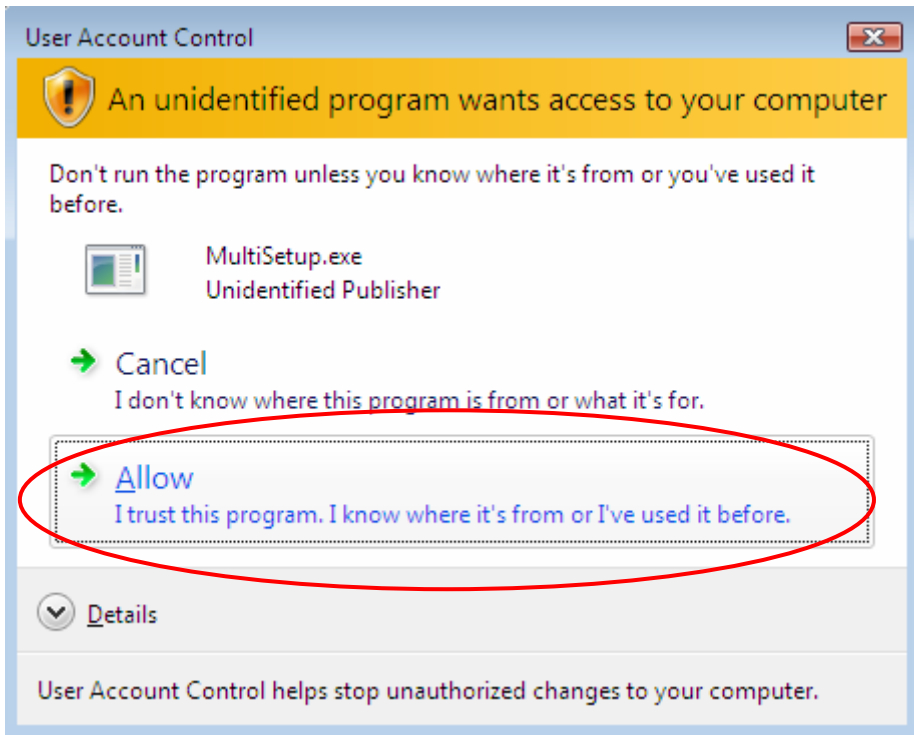 User Account Control
An unidentified program wants access to your computer
Don't run the program unless you know where it's from or you've used it
before.
MultiSetup.exe
Unidentified Publisher
Cancel
I don't know where this program is from or what it's for.
Allow
I trust this program. I know where it's from or I've used it before.
Details
User Account Control helps stop unauthorized changes to your computer.